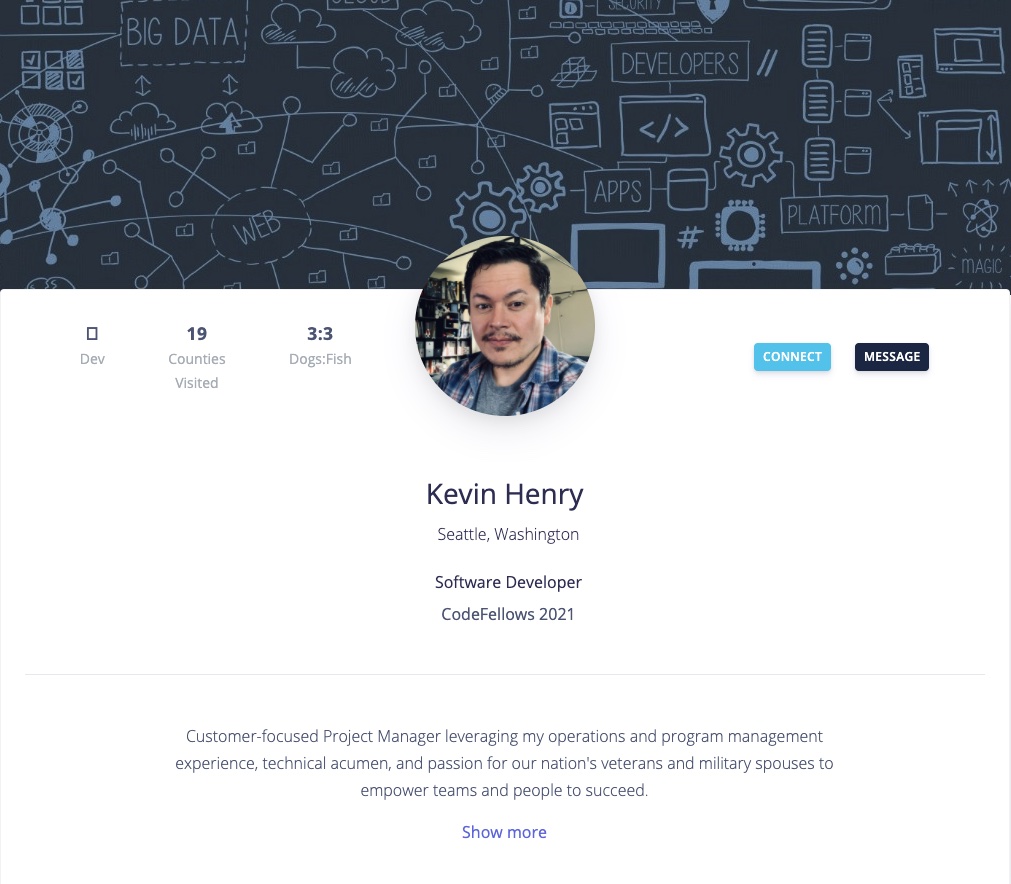 CLOUD
SECURITY
BIG DATA
DEVELOPERS //
</>
APPS
PLATFORM
WEB
#
MAGIC
19
3:3
Dev
Counties
Visited
Dogs:Fish
CONNECT
MESSAGE
Kevin Henry
Seattle, Washington
Software Developer
CodeFellows 2021
Customer-focused Project Manager leveraging my operations and program management
experience, technical acumen, and passion for our nation's veterans and military spouses to
empower teams and people to succeed.
Show more